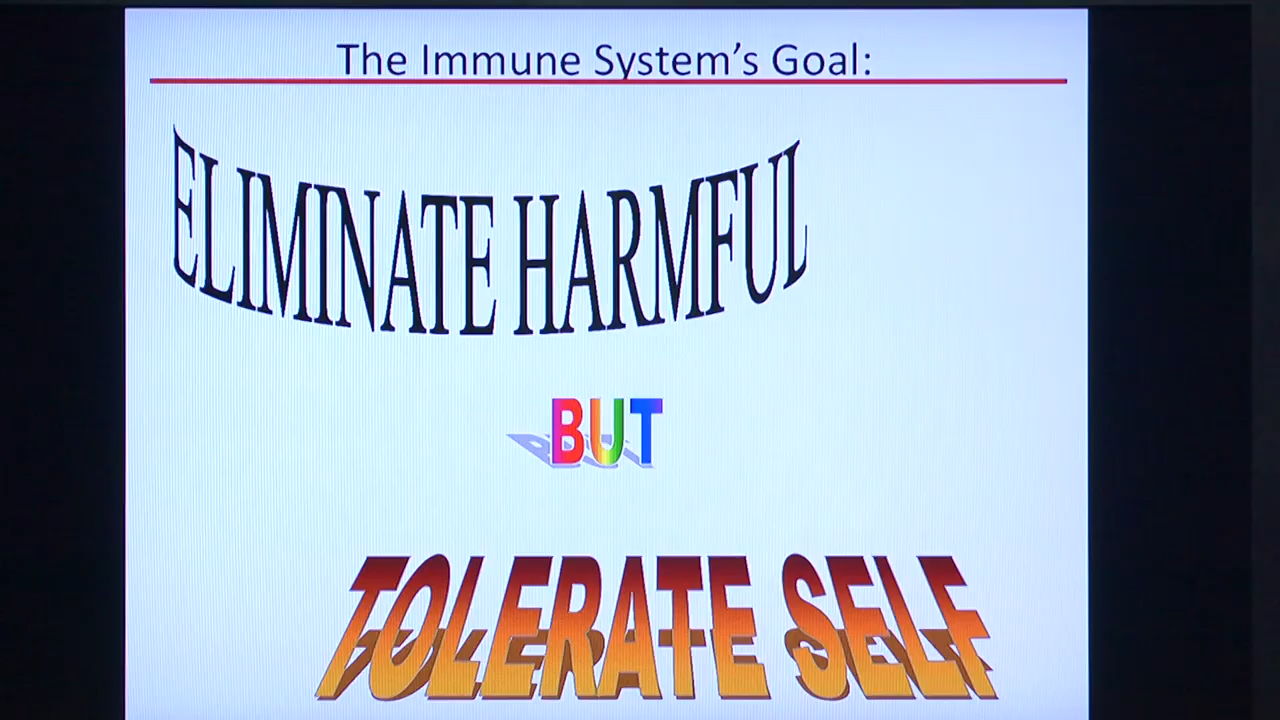 The Immune System's Goal:
ELIMINATE HARMFUL
BUT
TOLERATE SELF